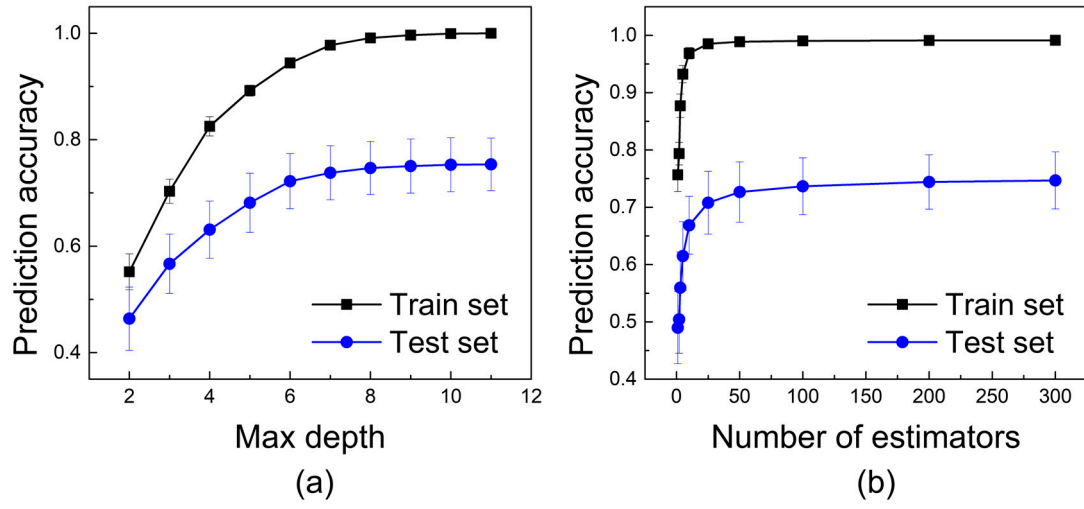 Prediction accuracy
1.0
0.8
0.6
0.4
Train set
Test set
2 4 6 8 10 12
Max depth
(a)
Prediction accuracy
1.0
0.9
0.8
0.7
0.6
0.5
0.4
Train set
Test set
0 50 100 150 200 250 300
Number of estimators
(b)